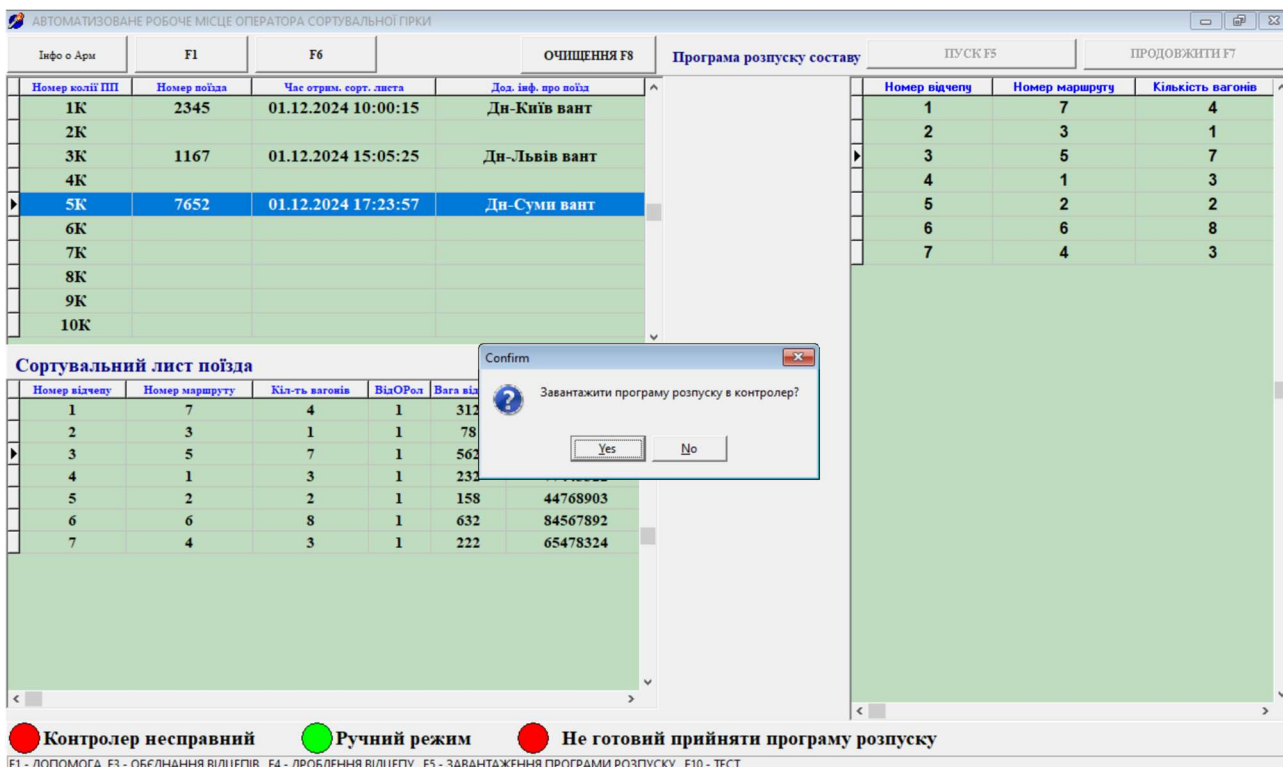 АВТОМАТИЗОВАНЕ РОБОЧЕ МІСЦЕ ОПЕРАТОРА СОРТУВАЛЬНОЇ ГІРКИ
Інфо о Арм F1 F6 ОЧИЩЕННЯ F8 Програма розпуску составу ПУСК F5 ПРОДОВЖИТИ F7
Номер колії ПП Номер поїзда Час отрим. сорт. листа Дод. інф. про поїзд
1К 2345 01.12.2024 10:00:15 Дн-Київ вант
2К
3К 1167 01.12.2024 15:05:25 Дн-Львів вант
4К
5К 7652 01.12.2024 17:23:57 Дн-Суми вант
6К
7К
8К
9К
10К
Номер відчепу Номер маршруту Кількість вагонів
1 7 4
2 3 1
3 5 7
4 1 3
5 2 2
6 6 8
7 4 3
Confirm
Завантажити програму розпуску в контролер?
Yes No
Сортувальний лист поїзда
Номер відчепу Номер маршруту Кіл-ть вагонів ВідОРол Вага від
1 7 4 1 312
2 3 1 1 78
3 5 7 1 562
4 1 3 1 232
5 2 2 1 158 44768903
6 6 8 1 632 84567892
7 4 3 1 222 65478324
Контролер несправний Ручний режим Не готовий прийняти програму розпуску
F1 - ДОПОМОГА F3 - ОБЄДНАННЯ ВІДЦЕПІВ F4 - ДРОБЛЕННЯ ВІДЦЕПУ F5 - ЗАВАНТАЖЕННЯ ПРОГРАМИ РОЗПУСКУ F10 - ТЕСТ